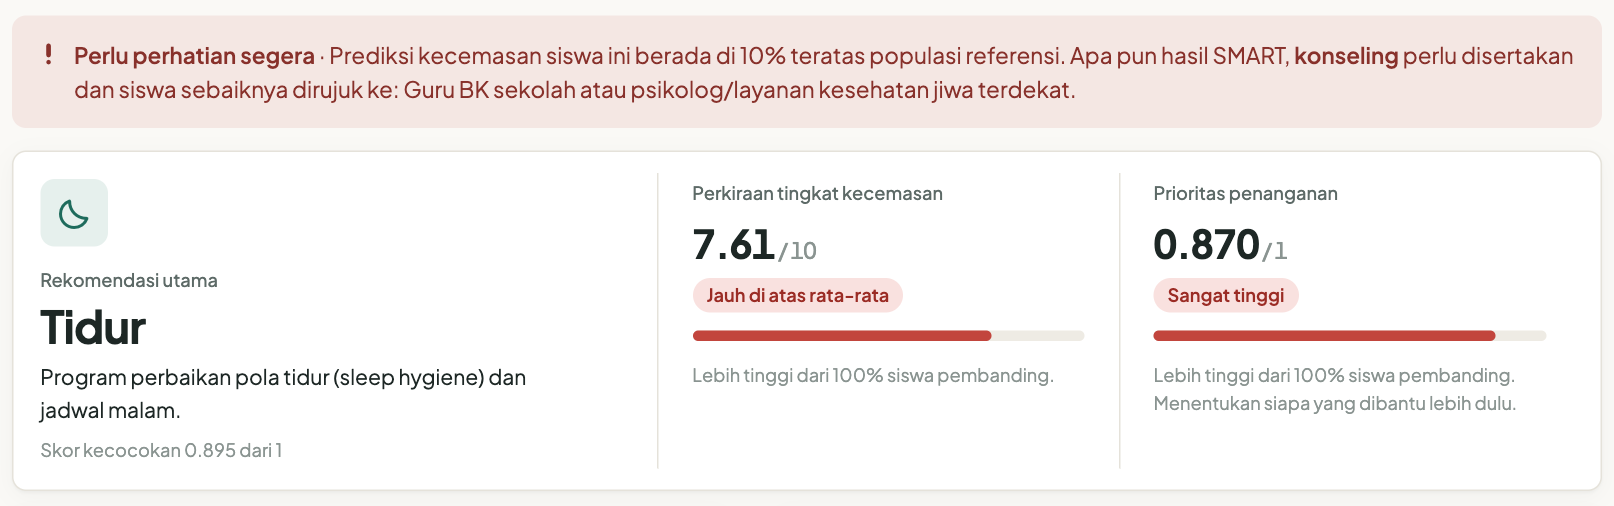 ! Perlu perhatian segera · Prediksi kecemasan siswa ini berada di 10% teratas populasi referensi. Apa pun hasil SMART, konseling perlu disertakan
dan siswa sebaiknya dirujuk ke: Guru BK sekolah atau psikolog/layanan kesehatan jiwa terdekat.
Rekomendasi utama
Tidur
Program perbaikan pola tidur (sleep hygiene) dan
jadwal malam.
Skor kecocokan 0.895 dari 1
Perkiraan tingkat kecemasan
7.61/10
Jauh di atas rata-rata
Lebih tinggi dari 100% siswa pembanding.
Prioritas penanganan
0.870/1
Sangat tinggi
Lebih tinggi dari 100% siswa pembanding.
Menentukan siapa yang dibantu lebih dulu.